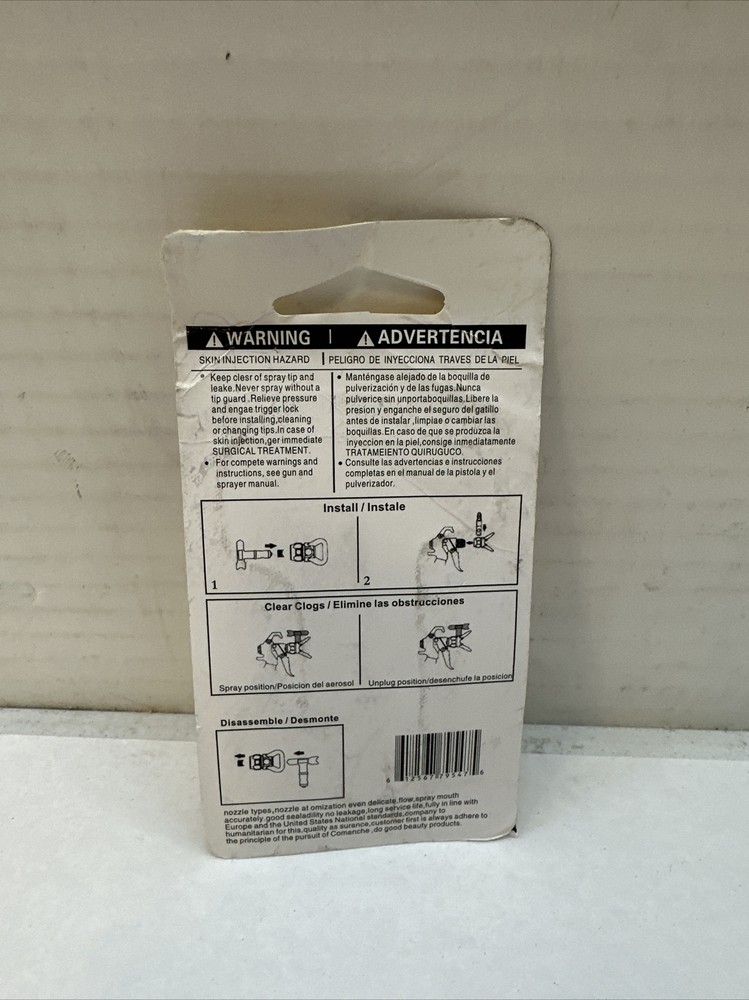 WARNING | ADVERTENCIA
SKIN INJECTION HAZARD | PELIGRO DE INYECCIONA TRAVES DE LA PIEL
• Keep clesr of spray tip and
leake.Never spray without a
tip guard .Relieve pressure
and engae trigger lock
before installing,cleaning
or changing tips.In case of
skin injection,ger immediate
SURGICAL TREATMENT.
• For compete warnings and
instructions, see gun and
sprayer manual.
• Manténgase alejado de la boquilla de
pulverización y de las fugas.Nunca
pulverice sin unportaboquillas.Libere la
presion y enganche el seguro del gatillo
antes de instalar ,limpiae o cambiar las
boquillas.En caso de que se produzca la
inyeccion en la piel,consige inmediatamente
TRATAMEIENTO QUIRUGUCO.
• Consulte las advertencias e instrucciones
completas en el manual de la pistola y el
pulverizador.
Install / Instale
1
2
Clear Clogs / Elimine las obstrucciones
Spray position/Posicion del aerosol
Unplug position/desenchufe la posicion
Disassemble / Desmonte
nozzle types,nozzle at omization even delicate,flow,spray mouth
accurately,good sealadility no leakage,long service life,fully in line with
Europe and the United States National standards.company to
humanitarian for this,quality as surance,customer first is always adhere to
the principle of the pursuit of Comanche ,do good beauty products.